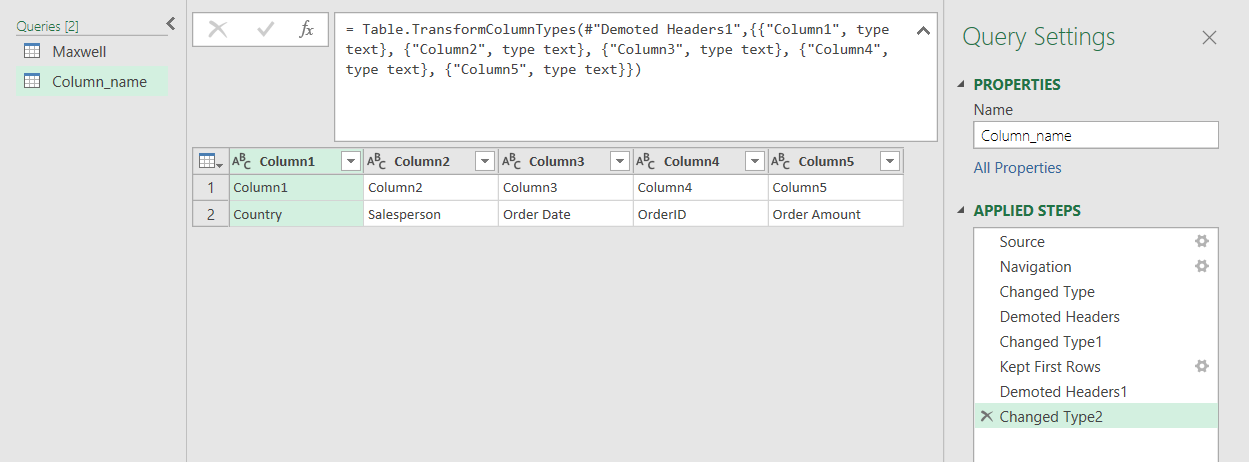 Queries [2]
Maxwell
Column_name
fx
= Table.TransformColumnTypes(#"Demoted Headers1",{{"Column1", type
text}, {"Column2", type text}, {"Column3", type text}, {"Column4",
type text}, {"Column5", type text}})
ABC Column1 ABC Column2 ABC Column3 ABC Column4 ABC Column5
1 Column1 Column2 Column3 Column4 Column5
2 Country Salesperson Order Date OrderID Order Amount
Query Settings
PROPERTIES
Name
Column_name
All Properties
APPLIED STEPS
Source
Navigation
Changed Type
Demoted Headers
Changed Type1
Kept First Rows
Demoted Headers1
Changed Type2